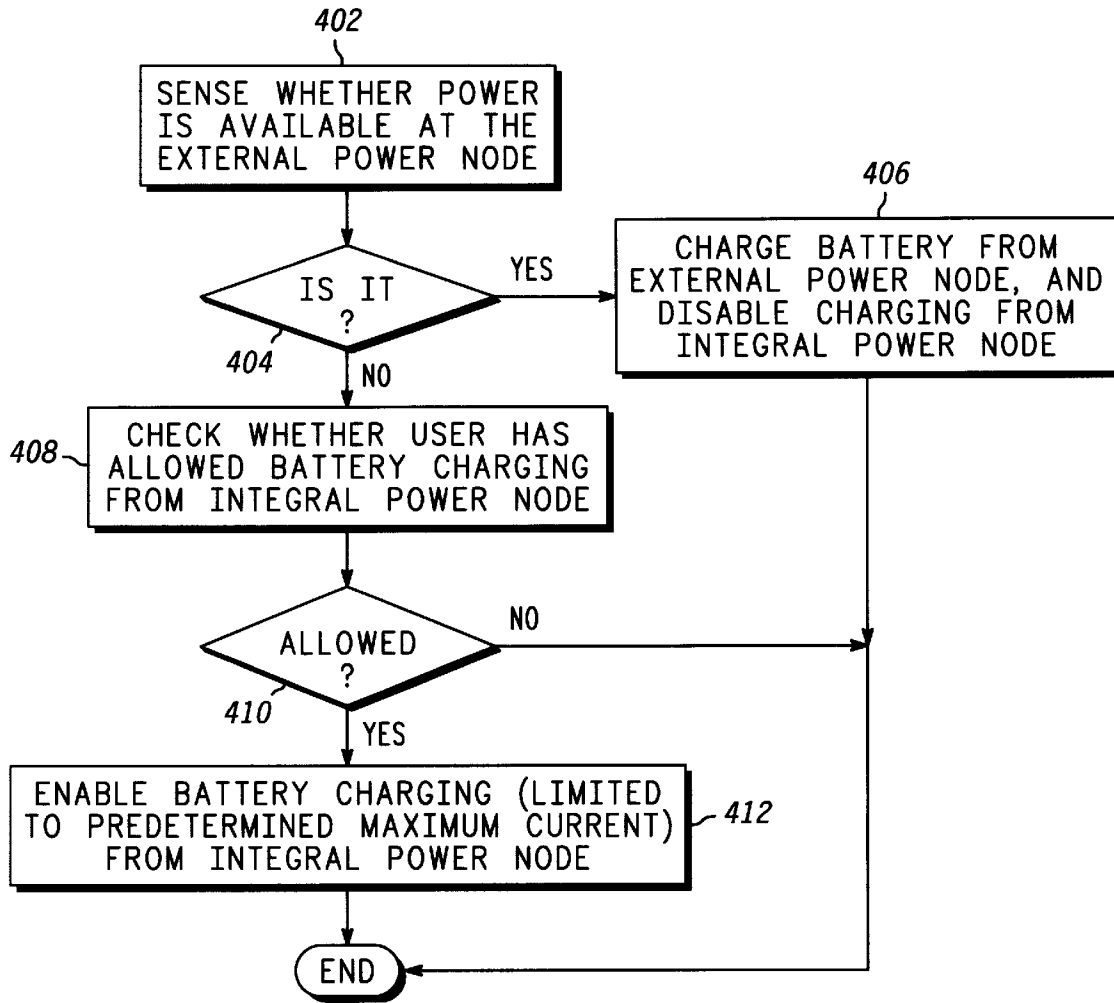 402
SENSE WHETHER POWER
IS AVAILABLE AT THE
EXTERNAL POWER NODE
IS IT
?
404
YES
406
CHARGE BATTERY FROM
EXTERNAL POWER NODE, AND
DISABLE CHARGING FROM
INTEGRAL POWER NODE
NO
408
CHECK WHETHER USER HAS
ALLOWED BATTERY CHARGING
FROM INTEGRAL POWER NODE
ALLOWED
?
410
NO
YES
ENABLE BATTERY CHARGING (LIMITED
TO PREDETERMINED MAXIMUM CURRENT)
FROM INTEGRAL POWER NODE
412
END